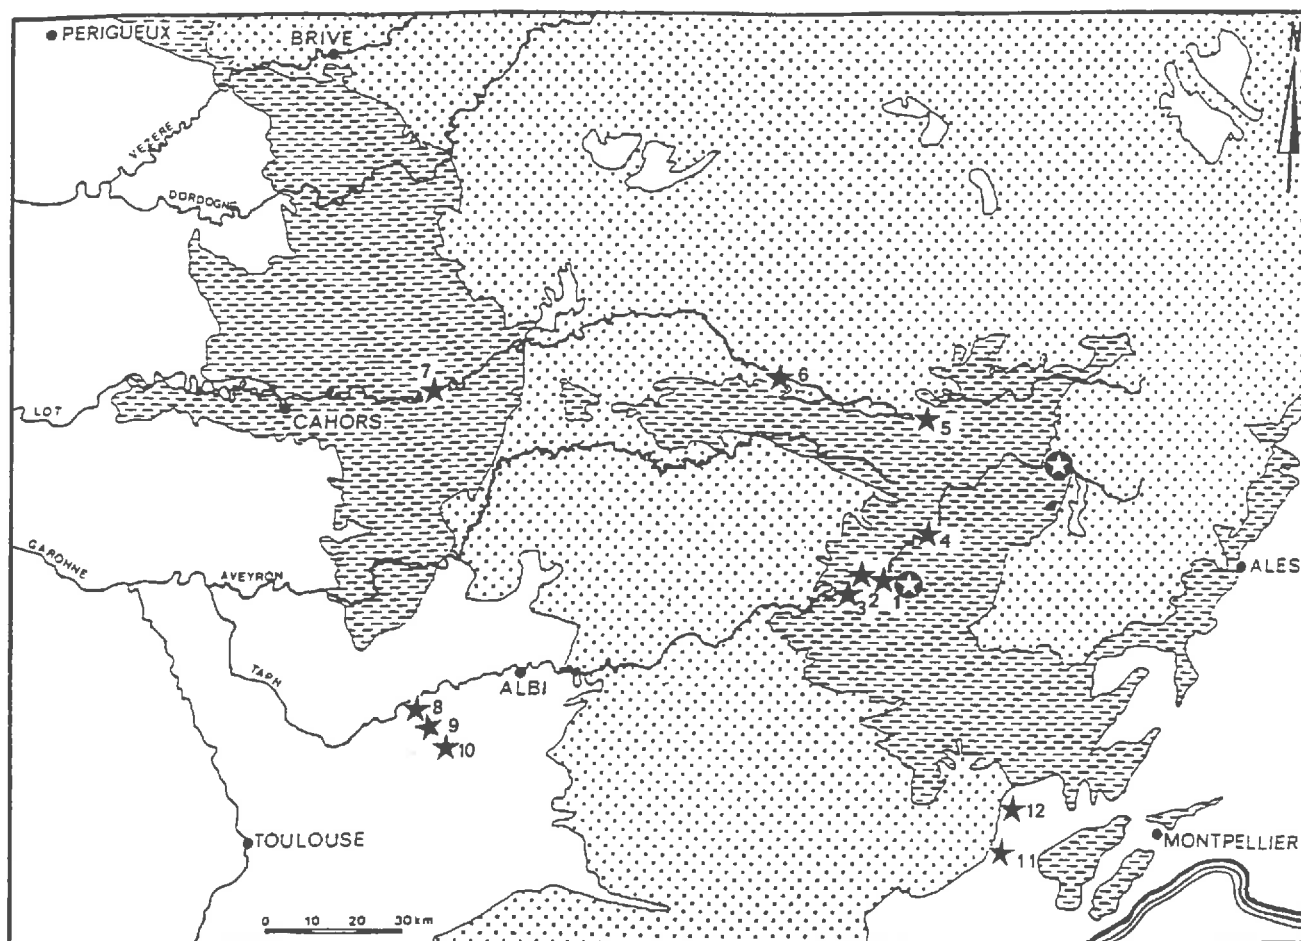 PERIGUEUX
BRIVE
N
VEZERE
DORDOGNE
7
6
LOT
CAHORS
5
4
GARONNE
AVEYRON
ALES
2
1
3
TARN
ALBI
8
9
10
12
TOULOUSE
MONTPELLIER
11
0 10 20 30 km